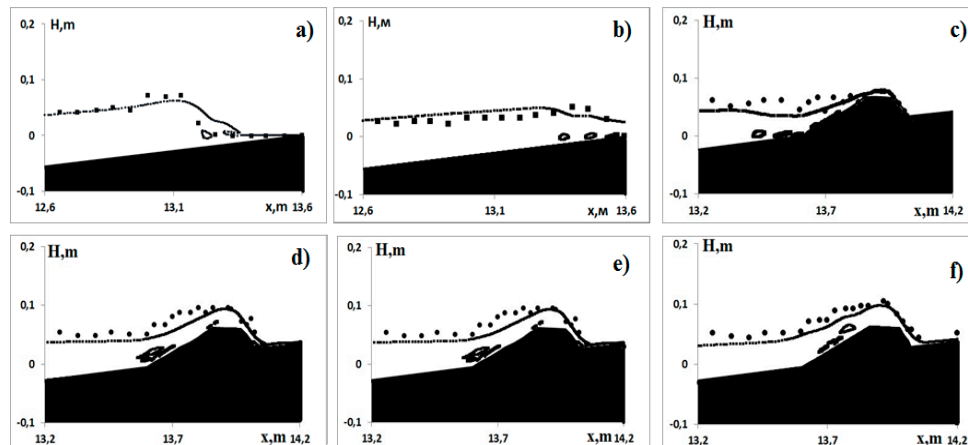 H,m
a)
0,2
0,1
0
-0,1
12,6
13,1
x,m
13,6
H,м
b)
0,2
0,1
0
-0,1
12,6
13,1
x,м
13,6
H,m
c)
0,2
0,1
0
-0,1
13,2
13,7
x,m
14,2
H,m
d)
0,2
0,1
0
-0,1
13,2
13,7
x,m
14,2
H,m
e)
0,2
0,1
0
-0,1
13,2
13,7
x,m
14,2
H,m
f)
0,2
0,1
0
-0,1
13,2
13,7
x,m
14,2